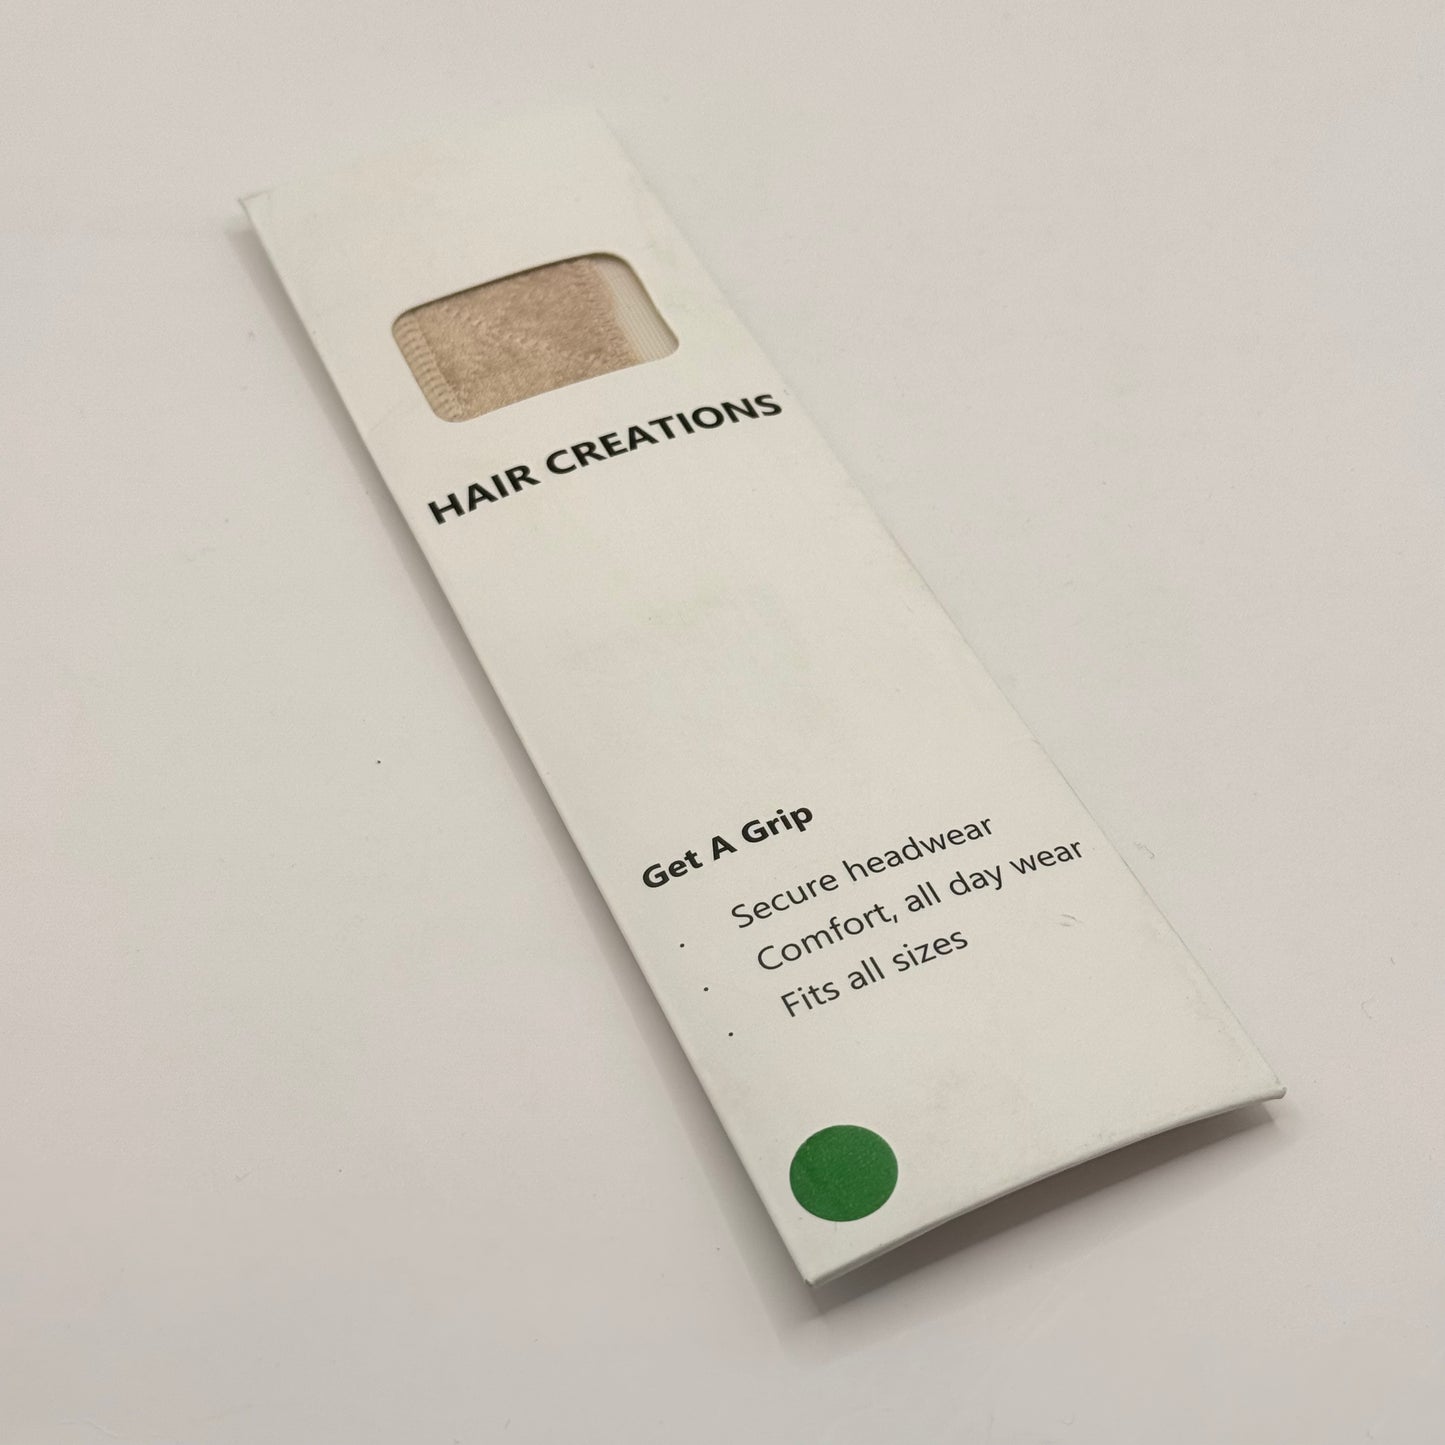 HAIR CREATIONS
Get A Grip
· Secure headwear
· Comfort, all day wear
· Fits all sizes